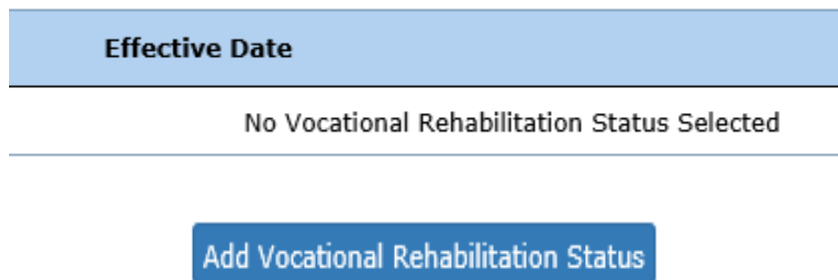 Effective Date
No Vocational Rehabilitation Status Selected
Add Vocational Rehabilitation Status